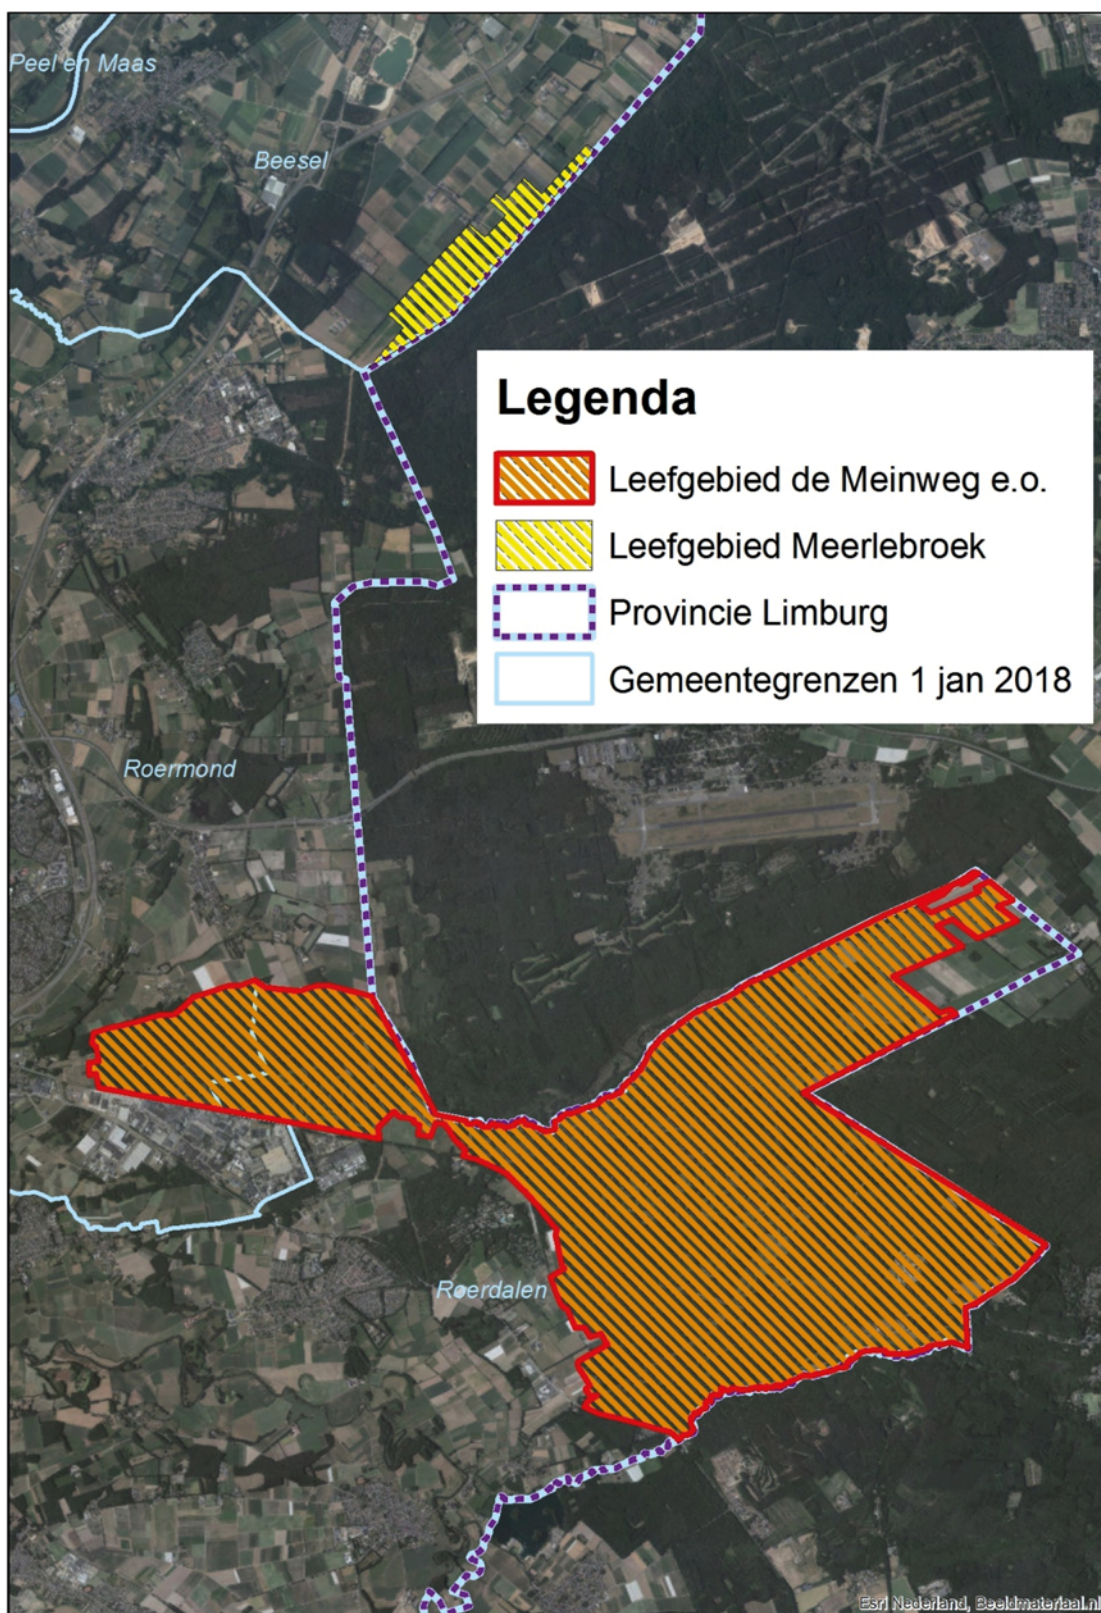 Peel en Maas
Beesel
Legenda
Leefgebied de Meinweg e.o.
Leefgebied Meerlebroek
Provincie Limburg
Gemeentegrenzen 1 jan 2018
Roermond
Roerdalen
Esri Nederland, Beeldmateriaal.nl